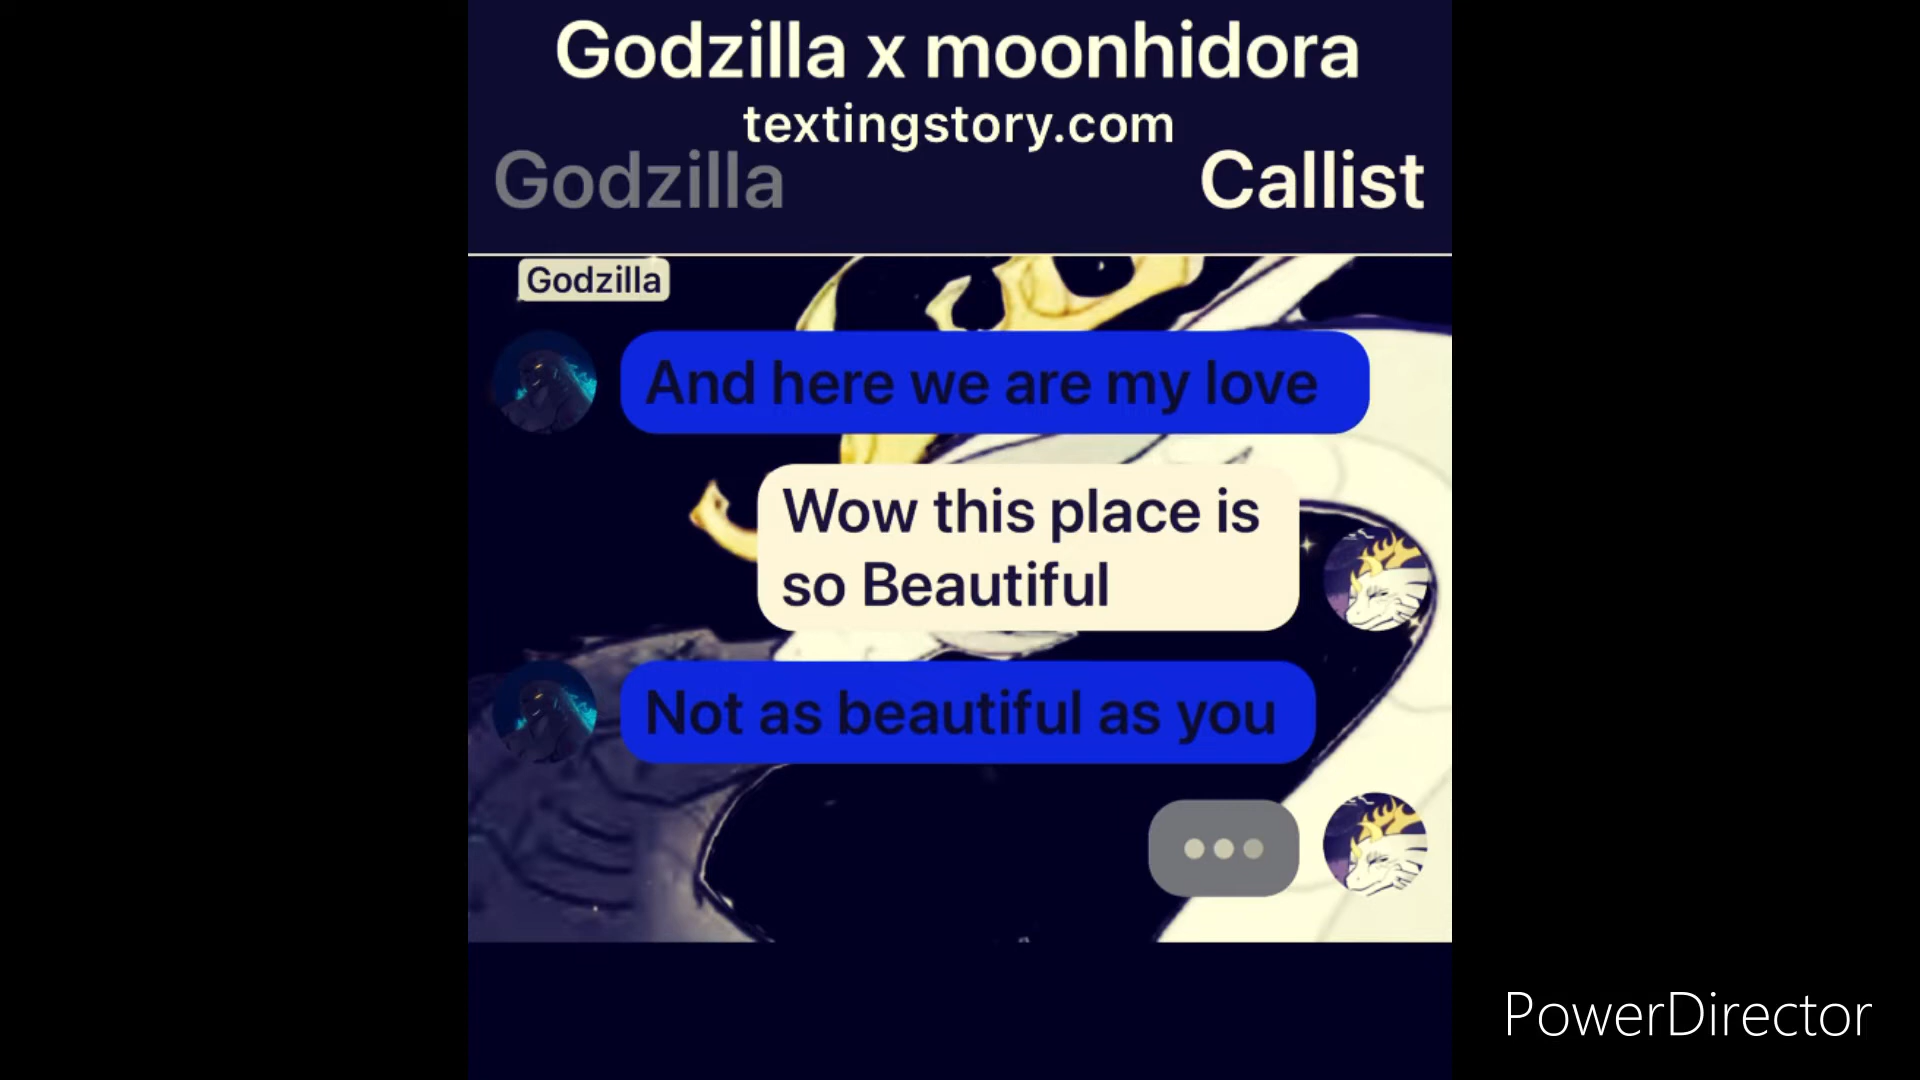 Godzilla x moonhidora
textingstory.com
Godzilla
Callist
Godzilla
And here we are my love
Wow this place is
so Beautiful
Not as beautiful as you
PowerDirector